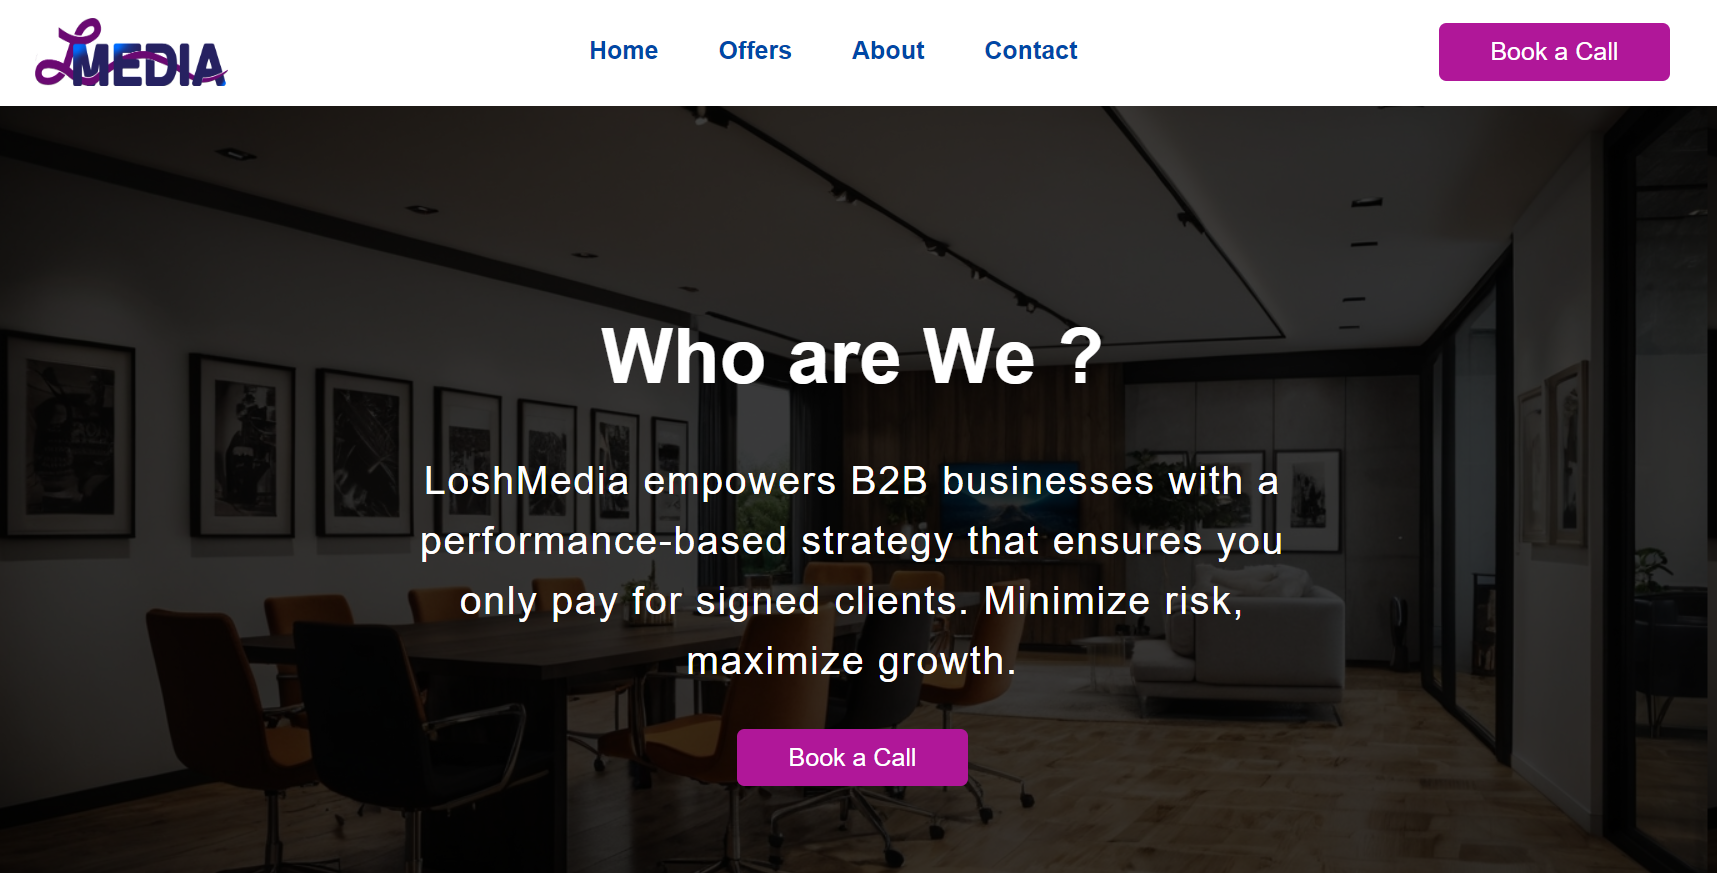 L MEDIA
Home
Offers
About
Contact
Book a Call
Who are We ?
LoshMedia empowers B2B businesses with a
performance-based strategy that ensures you
only pay for signed clients. Minimize risk,
maximize growth.
Book a Call